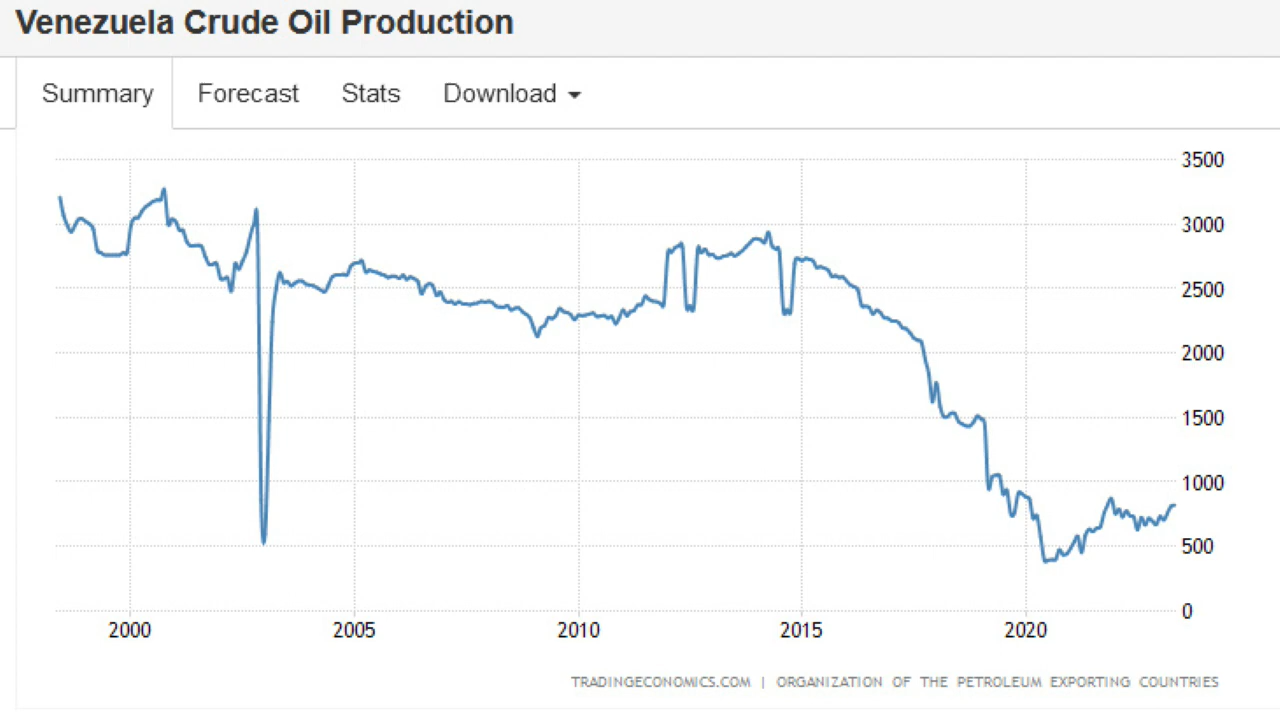 Venezuela Crude Oil Production
Summary Forecast Stats Download
3500
3000
2500
2000
1500
1000
500
0
2000 2005 2010 2015 2020
TRADINGECONOMICS.COM | ORGANIZATION OF THE PETROLEUM EXPORTING COUNTRIES